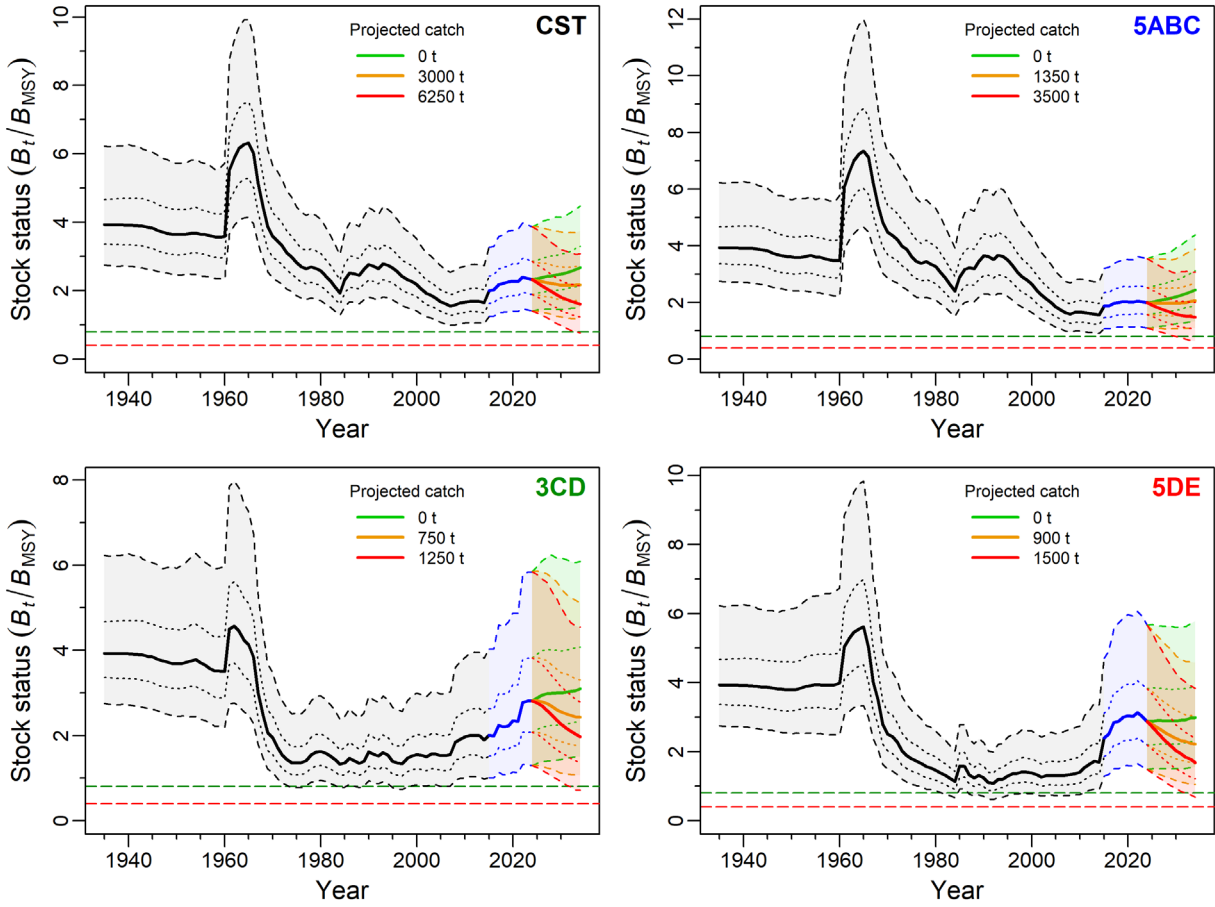 CST
Projected catch
0 t
3000 t
6250 t
Stock status (Bt / BMSY)
0 2 4 6 8 10
1940 1960 1980 2000 2020
Year
5ABC
Projected catch
0 t
1350 t
3500 t
Stock status (Bt / BMSY)
0 2 4 6 8 10 12
1940 1960 1980 2000 2020
Year
3CD
Projected catch
0 t
750 t
1250 t
Stock status (Bt / BMSY)
0 2 4 6 8
1940 1960 1980 2000 2020
Year
5DE
Projected catch
0 t
900 t
1500 t
Stock status (Bt / BMSY)
0 2 4 6 8 10
1940 1960 1980 2000 2020
Year